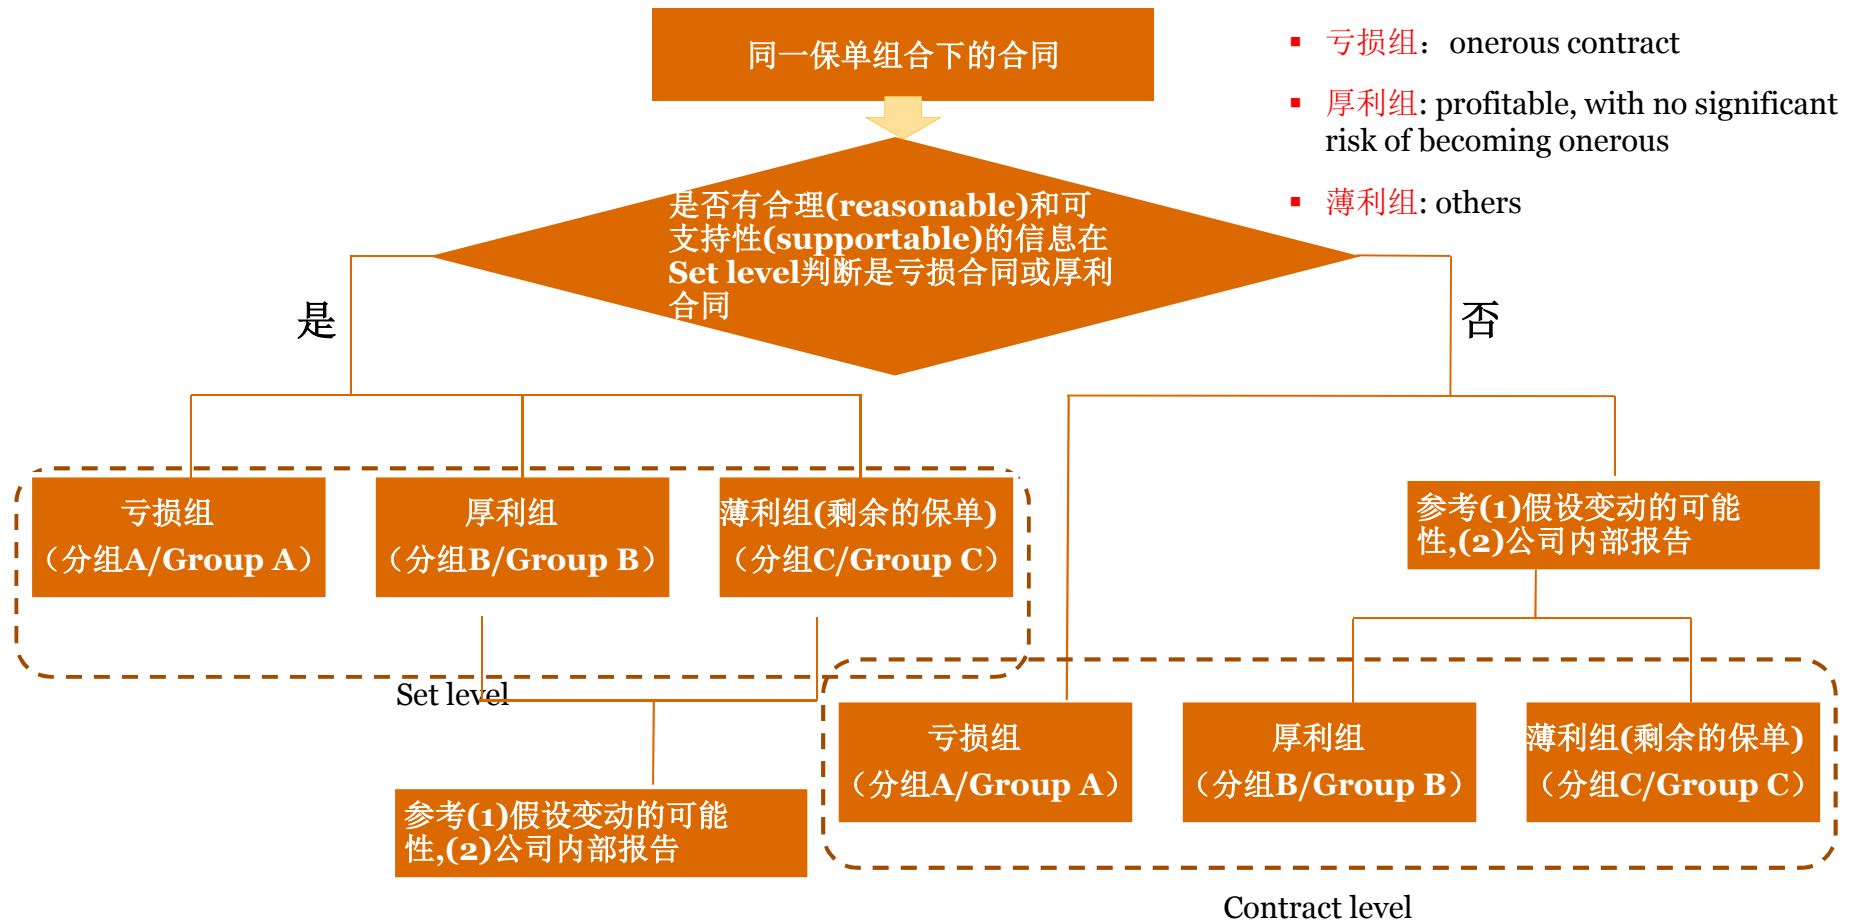 同一保单组合下的合同
亏损组：onerous contract
厚利组: profitable, with no significant
risk of becoming onerous
薄利组: others
是否有合理(reasonable)和可
支持性(supportable)的信息在
Set level判断是亏损合同或厚利
合同
是
否
亏损组
（分组A/Group A）
厚利组
（分组B/Group B）
薄利组(剩余的保单)
（分组C/Group C）
参考(1)假设变动的可能
性,(2)公司内部报告
Set level
亏损组
（分组A/Group A）
厚利组
（分组B/Group B）
薄利组(剩余的保单)
（分组C/Group C）
参考(1)假设变动的可能
性,(2)公司内部报告
Contract level